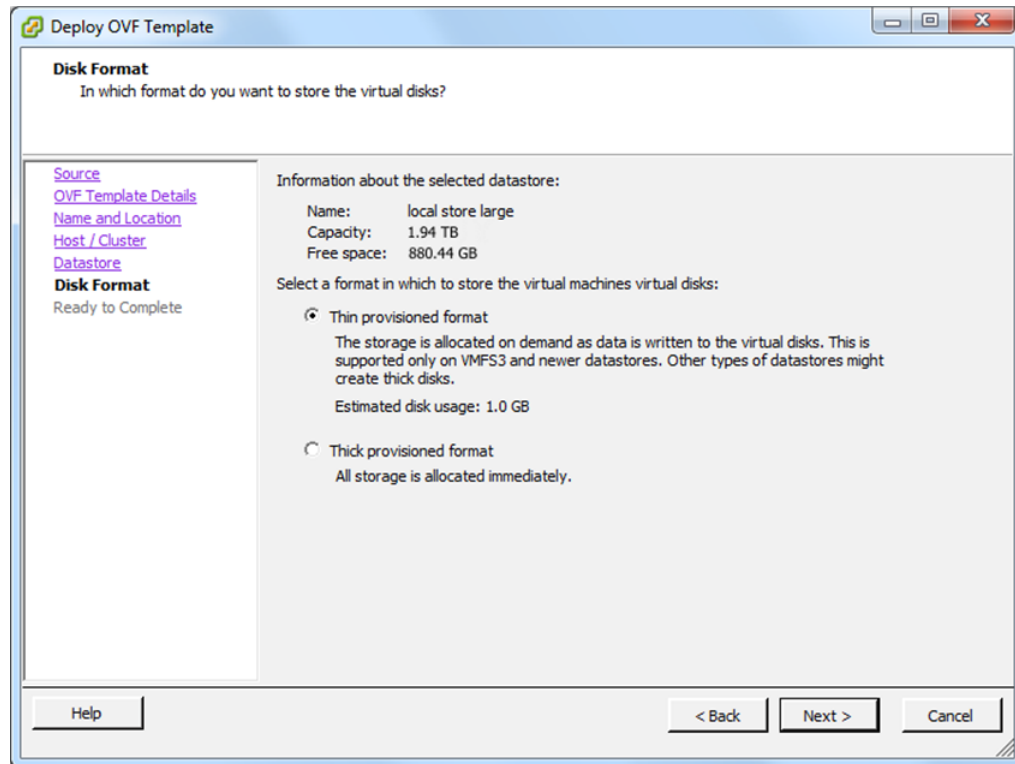 Deploy OVF Template
Disk Format
In which format do you want to store the virtual disks?
Source
OVF Template Details
Name and Location
Host / Cluster
Datastore
Disk Format
Ready to Complete
Information about the selected datastore:
Name: local store large
Capacity: 1.94 TB
Free space: 880.44 GB
Select a format in which to store the virtual machines virtual disks:
Thin provisioned format
The storage is allocated on demand as data is written to the virtual disks. This is
supported only on VMFS3 and newer datastores. Other types of datastores might
create thick disks.
Estimated disk usage: 1.0 GB
Thick provisioned format
All storage is allocated immediately.
Help
< Back
Next >
Cancel